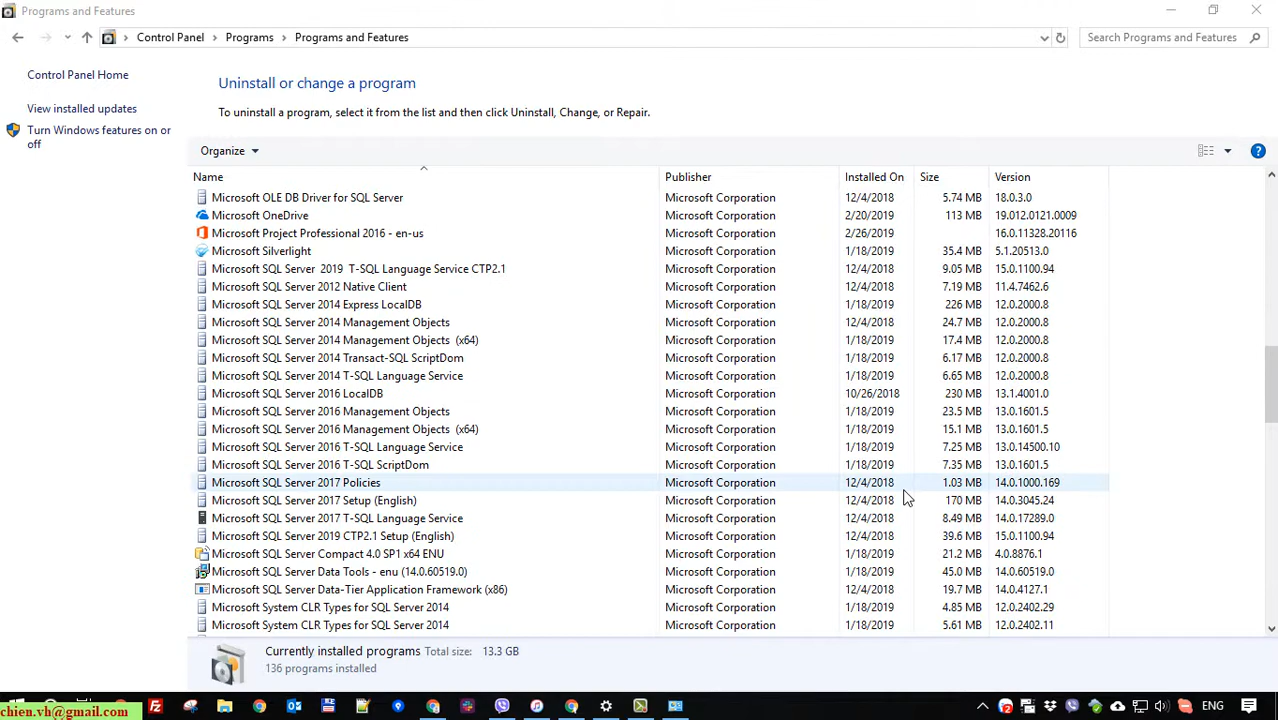 Programs and Features
Control Panel > Programs > Programs and Features
Search Programs and Features
Control Panel Home
View installed updates
Turn Windows features on or
off
Uninstall or change a program
To uninstall a program, select it from the list and then click Uninstall, Change, or Repair.
Organize
Name Publisher Installed On Size Version
Microsoft OLE DB Driver for SQL Server Microsoft Corporation 12/4/2018 5.74 MB 18.0.3.0
Microsoft OneDrive Microsoft Corporation 2/20/2019 113 MB 19.012.0121.0009
Microsoft Project Professional 2016 - en-us Microsoft Corporation 2/26/2019 16.0.11328.20116
Microsoft Silverlight Microsoft Corporation 1/18/2019 35.4 MB 5.1.20513.0
Microsoft SQL Server 2019 T-SQL Language Service CTP2.1 Microsoft Corporation 12/4/2018 9.05 MB 15.0.1100.94
Microsoft SQL Server 2012 Native Client Microsoft Corporation 12/4/2018 7.19 MB 11.4.7462.6
Microsoft SQL Server 2014 Express LocalDB Microsoft Corporation 1/18/2019 226 MB 12.0.2000.8
Microsoft SQL Server 2014 Management Objects Microsoft Corporation 12/4/2018 24.7 MB 12.0.2000.8
Microsoft SQL Server 2014 Management Objects (x64) Microsoft Corporation 1/18/2019 17.4 MB 12.0.2000.8
Microsoft SQL Server 2014 Transact-SQL ScriptDom Microsoft Corporation 1/18/2019 6.17 MB 12.0.2000.8
Microsoft SQL Server 2014 T-SQL Language Service Microsoft Corporation 1/18/2019 6.65 MB 12.0.2000.8
Microsoft SQL Server 2016 LocalDB Microsoft Corporation 10/26/2018 230 MB 13.1.4001.0
Microsoft SQL Server 2016 Management Objects Microsoft Corporation 1/18/2019 23.5 MB 13.0.1601.5
Microsoft SQL Server 2016 Management Objects (x64) Microsoft Corporation 1/18/2019 15.1 MB 13.0.1601.5
Microsoft SQL Server 2016 T-SQL Language Service Microsoft Corporation 1/18/2019 7.25 MB 13.0.14500.10
Microsoft SQL Server 2016 T-SQL ScriptDom Microsoft Corporation 1/18/2019 7.35 MB 13.0.1601.5
Microsoft SQL Server 2017 Policies Microsoft Corporation 12/4/2018 1.03 MB 14.0.1000.169
Microsoft SQL Server 2017 Setup (English) Microsoft Corporation 12/4/2018 170 MB 14.0.3045.24
Microsoft SQL Server 2017 T-SQL Language Service Microsoft Corporation 12/4/2018 8.49 MB 14.0.17289.0
Microsoft SQL Server 2019 CTP2.1 Setup (English) Microsoft Corporation 12/4/2018 39.6 MB 15.0.1100.94
Microsoft SQL Server Compact 4.0 SP1 x64 ENU Microsoft Corporation 1/18/2019 21.2 MB 4.0.8876.1
Microsoft SQL Server Data Tools - enu (14.0.60519.0) Microsoft Corporation 1/18/2019 45.0 MB 14.0.60519.0
Microsoft SQL Server Data-Tier Application Framework (x86) Microsoft Corporation 12/4/2018 19.7 MB 14.0.4127.1
Microsoft System CLR Types for SQL Server 2014 Microsoft Corporation 1/18/2019 4.85 MB 12.0.2402.29
Microsoft System CLR Types for SQL Server 2014 Microsoft Corporation 1/18/2019 5.61 MB 12.0.2402.11
Currently installed programs Total size: 13.3 GB
136 programs installed
chien.vh@gmail.com
ENG